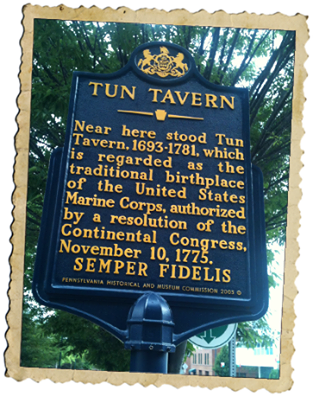 TUN TAVERN
Near here stood Tun
Tavern, 1693-1781, which
is regarded as the
traditional birthplace
of the United States
Marine Corps, authorized
by a resolution of the
Continental Congress,
November 10, 1775.
SEMPER FIDELIS
PENNSYLVANIA HISTORICAL AND MUSEUM COMMISSION 2005 ©